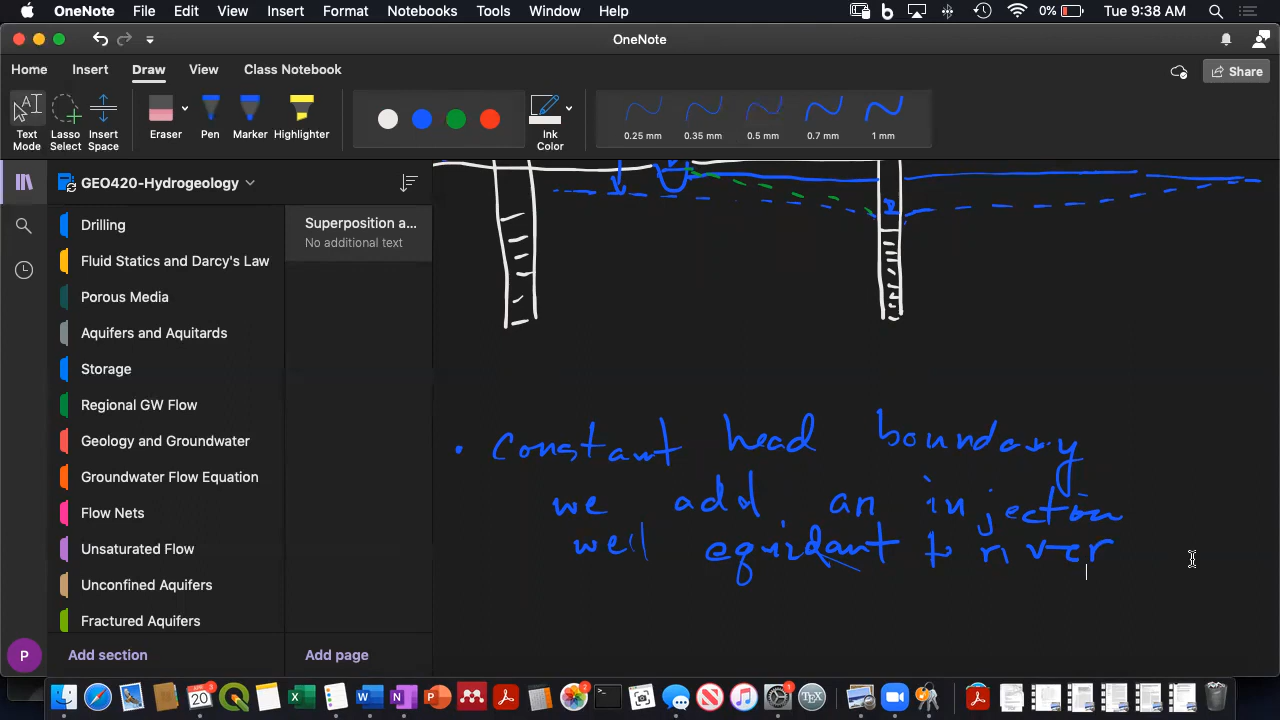 OneNote File Edit View Insert Format Notebooks Tools Window Help 0% Tue 9:38 AM
OneNote
Home Insert Draw View Class Notebook Share
Text Mode Lasso Select Insert Space Eraser Pen Marker Highlighter Ink Color 0.25 mm 0.35 mm 0.5 mm 0.7 mm 1 mm
GEO420-Hydrogeology
Drilling
Fluid Statics and Darcy's Law
Porous Media
Aquifers and Aquitards
Storage
Regional GW Flow
Geology and Groundwater
Groundwater Flow Equation
Flow Nets
Unsaturated Flow
Unconfined Aquifers
Fractured Aquifers
P
Add section
Superposition a...
No additional text
Add page
• Constant head boundary
we add an injection
well equidant to river
20
1
1
TEX